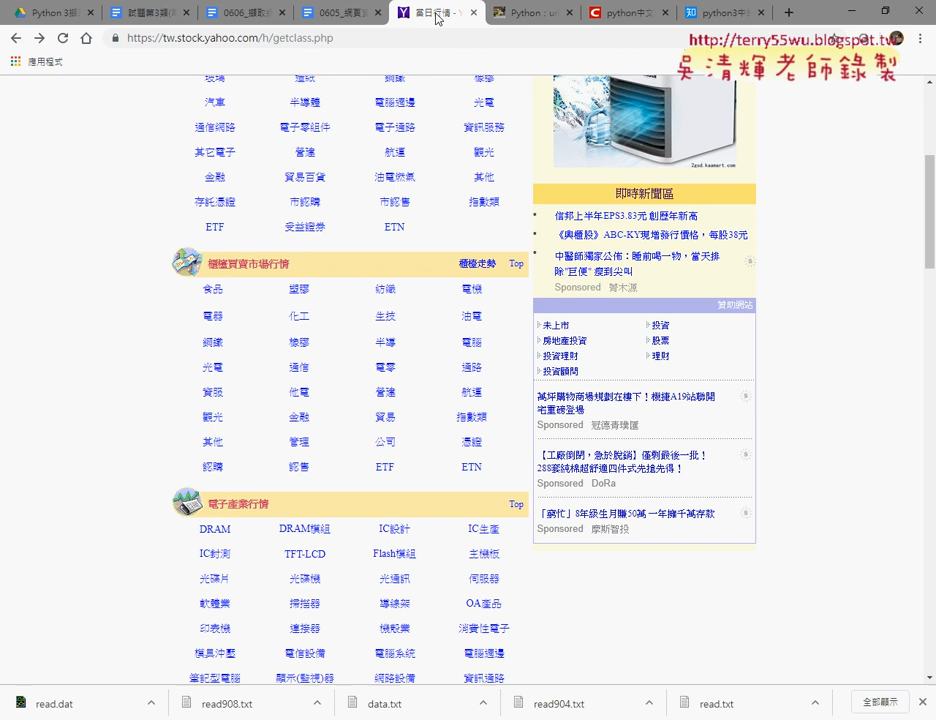 Python 3擷
試題第3類(
0606_擷取
0605_網頁
當日行情 - Y
Python：ur
python中文
python3中
https://tw.stock.yahoo.com/h/getclass.php
http://terry55wu.blogspot.tw
吳清輝老師錄製
應用程式
玻璃 造紙 鋼鐵 橡膠
汽車 半導體 電腦週邊 光電
通信網路 電子零組件 電子通路 資訊服務
其它電子 營建 航運 觀光
金融 貿易百貨 油電燃氣 其他
存託憑證 市認購 市認售 指數類
ETF 受益證券 ETN
櫃檯買賣市場行情 櫃檯走勢 Top
食品 塑膠 紡織 電機
電器 化工 生技 油電
鋼鐵 橡膠 半導 電腦
光電 通信 電零 通路
資服 他電 營建 航運
觀光 金融 貿易 指數類
其他 管理 公司 憑證
認購 認售 ETF ETN
電子產業行情 Top
DRAM DRAM模組 IC設計 IC生產
IC封測 TFT-LCD Flash模組 主機板
光碟片 光碟機 光通訊 伺服器
軟體業 掃描器 導線架 OA產品
印表機 連接器 機殼業 消費性電子
模具沖壓 電信設備 電腦系統 電腦週邊
筆記型電腦 顯示(監視)器 網路設備 資訊通路
2god.kaamart.com
即時新聞區
信邦上半年EPS3.83元 創歷年新高
《興櫃股》ABC-KY現增發行價格，每股38元
中醫師獨家公佈：睡前喝一物，當天排
除"巨便" 瘦到尖叫
Sponsored 菁木源
贊助網站
未上市 投資
房地產投資 股票
投資理財 理財
投資顧問
萬坪購物商場規劃在樓下！機捷A19站聯開
宅重磅登場
Sponsored 冠德青璞匯
【工廠倒閉，急於脫銷】僅剩最後一批！
288套純棉超舒適四件式先搶先得！
Sponsored DoRa
「窮忙」8年級生月賺50萬 一年擁千萬存款
Sponsored 摩斯智投
read.dat
read908.txt
data.txt
read904.txt
read.txt
全部顯示